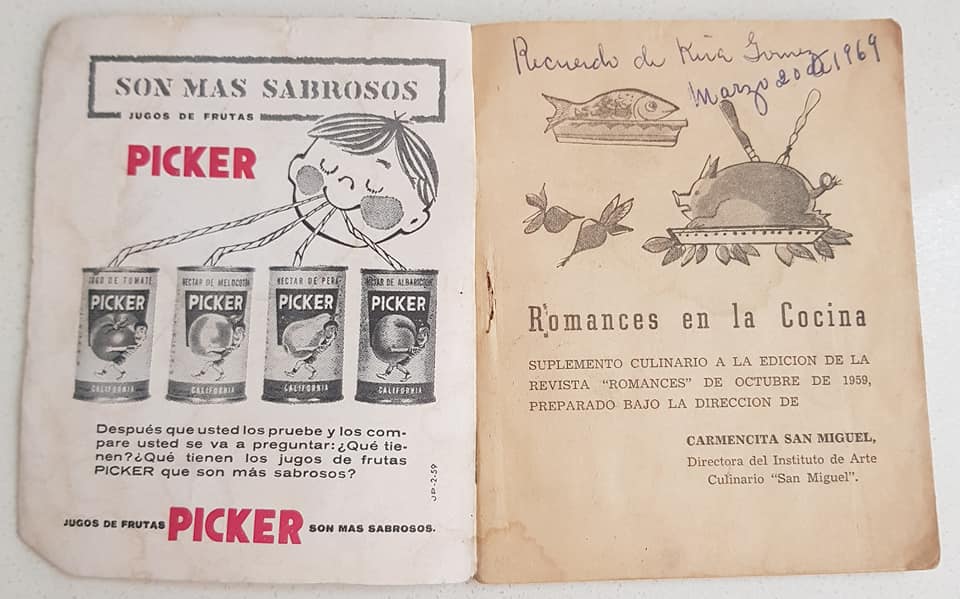 SON MAS SABROSOS
JUGOS DE FRUTAS
PICKER
JUGO DE TOMATE
PICKER
CALIFORNIA
NECTAR DE MELOCOTON
PICKER
CALIFORNIA
NECTAR DE PERA
PICKER
CALIFORNIA
NECTAR DE ALBARICOQUE
PICKER
CALIFORNIA
Después que usted los pruebe y los com-
pare usted se va a preguntar: ¿Qué tie-
nen? ¿Qué tienen los jugos de frutas
PICKER que son más sabrosos?
JP-2-59
JUGOS DE FRUTAS PICKER SON MAS SABROSOS.
Recuerdo de Gomez
Marzo 20 de 1969
Romances en la Cocina
SUPLEMENTO CULINARIO A LA EDICION DE LA
REVISTA "ROMANCES" DE OCTUBRE DE 1959,
PREPARADO BAJO LA DIRECCION DE
CARMENCITA SAN MIGUEL,
Directora del Instituto de Arte
Culinario "San Miguel".